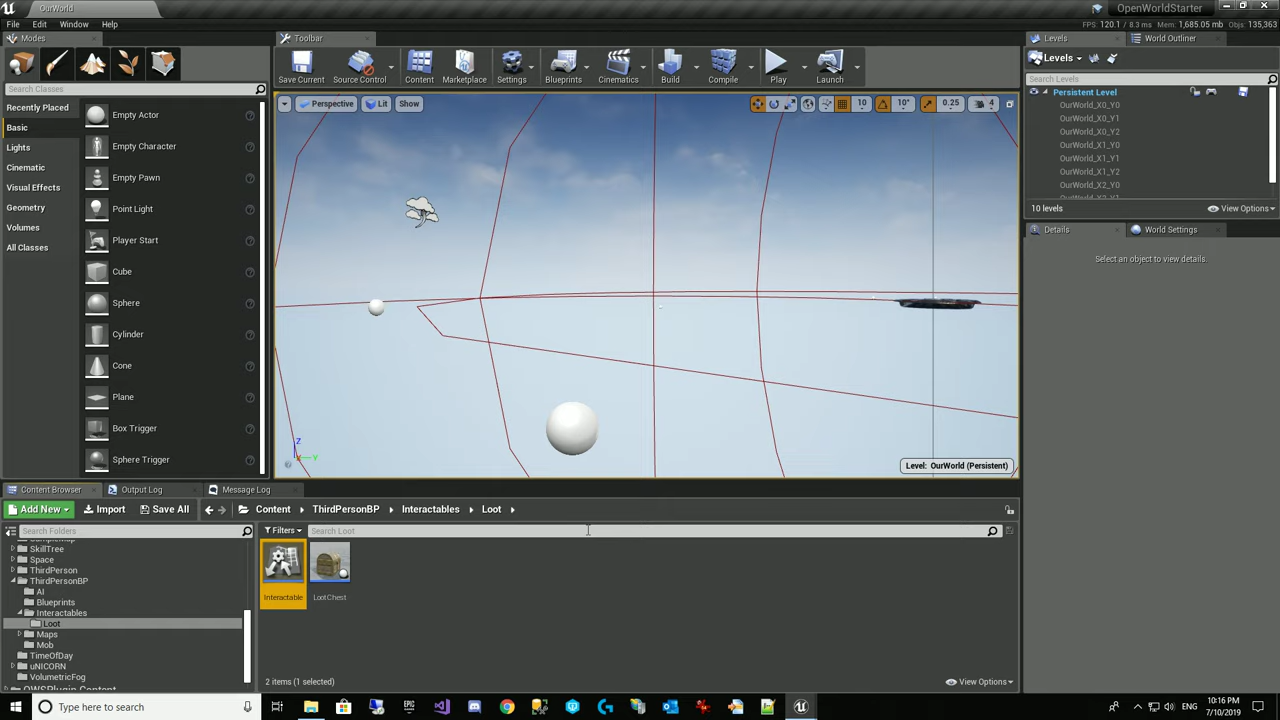 OurWorld
OpenWorldStarter
File Edit Window Help
FPS: 120.1 / 8.3 ms Mem: 1,685.05 mb Objs: 135,363
Modes
Toolbar
Levels
World Outliner
Search Classes
Save Current
Source Control
Content
Marketplace
Settings
Blueprints
Cinematics
Build
Compile
Play
Launch
Levels
Search Levels
Recently Placed
Basic
Lights
Cinematic
Visual Effects
Geometry
Volumes
All Classes
Empty Actor
Empty Character
Empty Pawn
Point Light
Player Start
Cube
Sphere
Cylinder
Cone
Plane
Box Trigger
Sphere Trigger
Perspective
Lit
Show
10
10°
0.25
4
Z
Y
X
Level: OurWorld (Persistent)
Persistent Level
OurWorld_X0_Y0
OurWorld_X0_Y1
OurWorld_X0_Y2
OurWorld_X1_Y0
OurWorld_X1_Y1
OurWorld_X1_Y2
OurWorld_X2_Y0
10 levels
View Options
Details
World Settings
Select an object to view details.
Content Browser
Output Log
Message Log
Add New
Import
Save All
Content
ThirdPersonBP
Interactables
Loot
Search Folders
Filters
Search Loot
SkillTree
Space
ThirdPerson
ThirdPersonBP
AI
Blueprints
Interactables
Loot
Maps
Mob
TimeOfDay
uNICORN
VolumetricFog
OWSPlugin Content
Interactable
LootChest
2 items (1 selected)
View Options
Type here to search
10:16 PM
7/10/2019